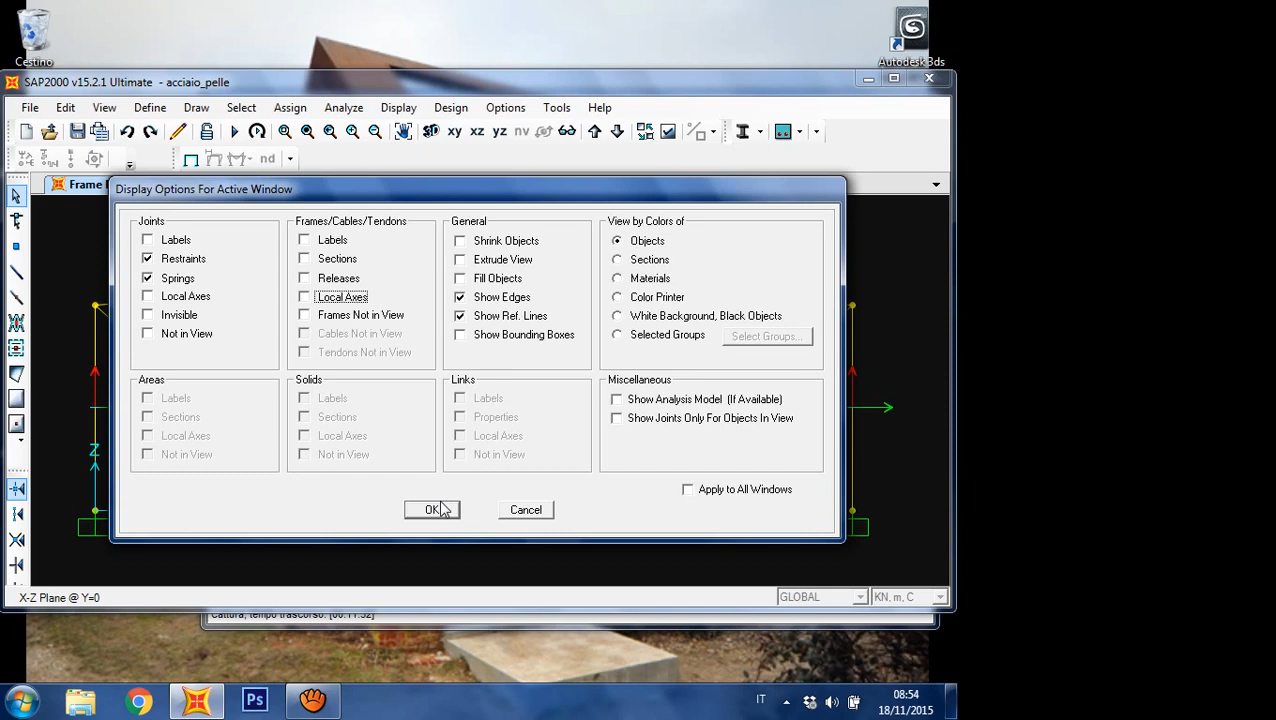 Cestino
Autodesk 3ds
SAP2000 v15.2.1 Ultimate - acciaio_pelle
File Edit View Define Draw Select Assign Analyze Display Design Options Tools Help
3D xy xz yz nv
nd
Frame
Display Options For Active Window
Joints
Labels
Restraints
Springs
Local Axes
Invisible
Not in View
Frames/Cables/Tendons
Labels
Sections
Releases
Local Axes
Frames Not in View
Cables Not in View
Tendons Not in View
General
Shrink Objects
Extrude View
Fill Objects
Show Edges
Show Ref. Lines
Show Bounding Boxes
View by Colors of
Objects
Sections
Materials
Color Printer
White Background, Black Objects
Selected Groups
Select Groups...
Areas
Labels
Sections
Local Axes
Not in View
Solids
Labels
Sections
Local Axes
Not in View
Links
Labels
Properties
Local Axes
Not in View
Miscellaneous
Show Analysis Model (If Available)
Show Joints Only For Objects In View
Apply to All Windows
OK
Cancel
Z
X-Z Plane @ Y=0
GLOBAL
KN, m, C
Cattura, tempo trascorso:
Ps
IT
08:54
18/11/2015